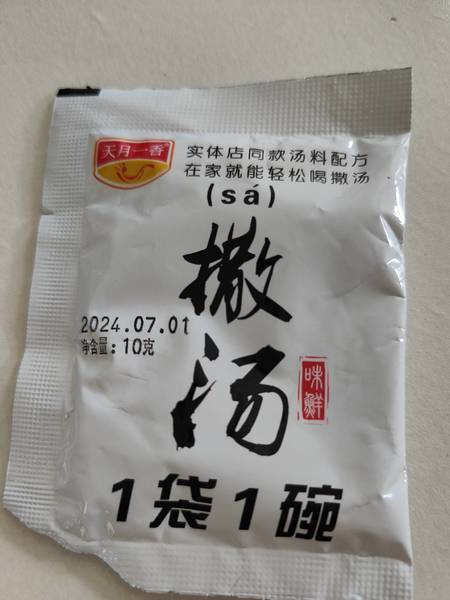 天月一香
实体店同款汤料配方
在家就能轻松喝撒汤
(sá)
撒汤
2024.07.01
净含量：10克
味鲜
1袋1碗